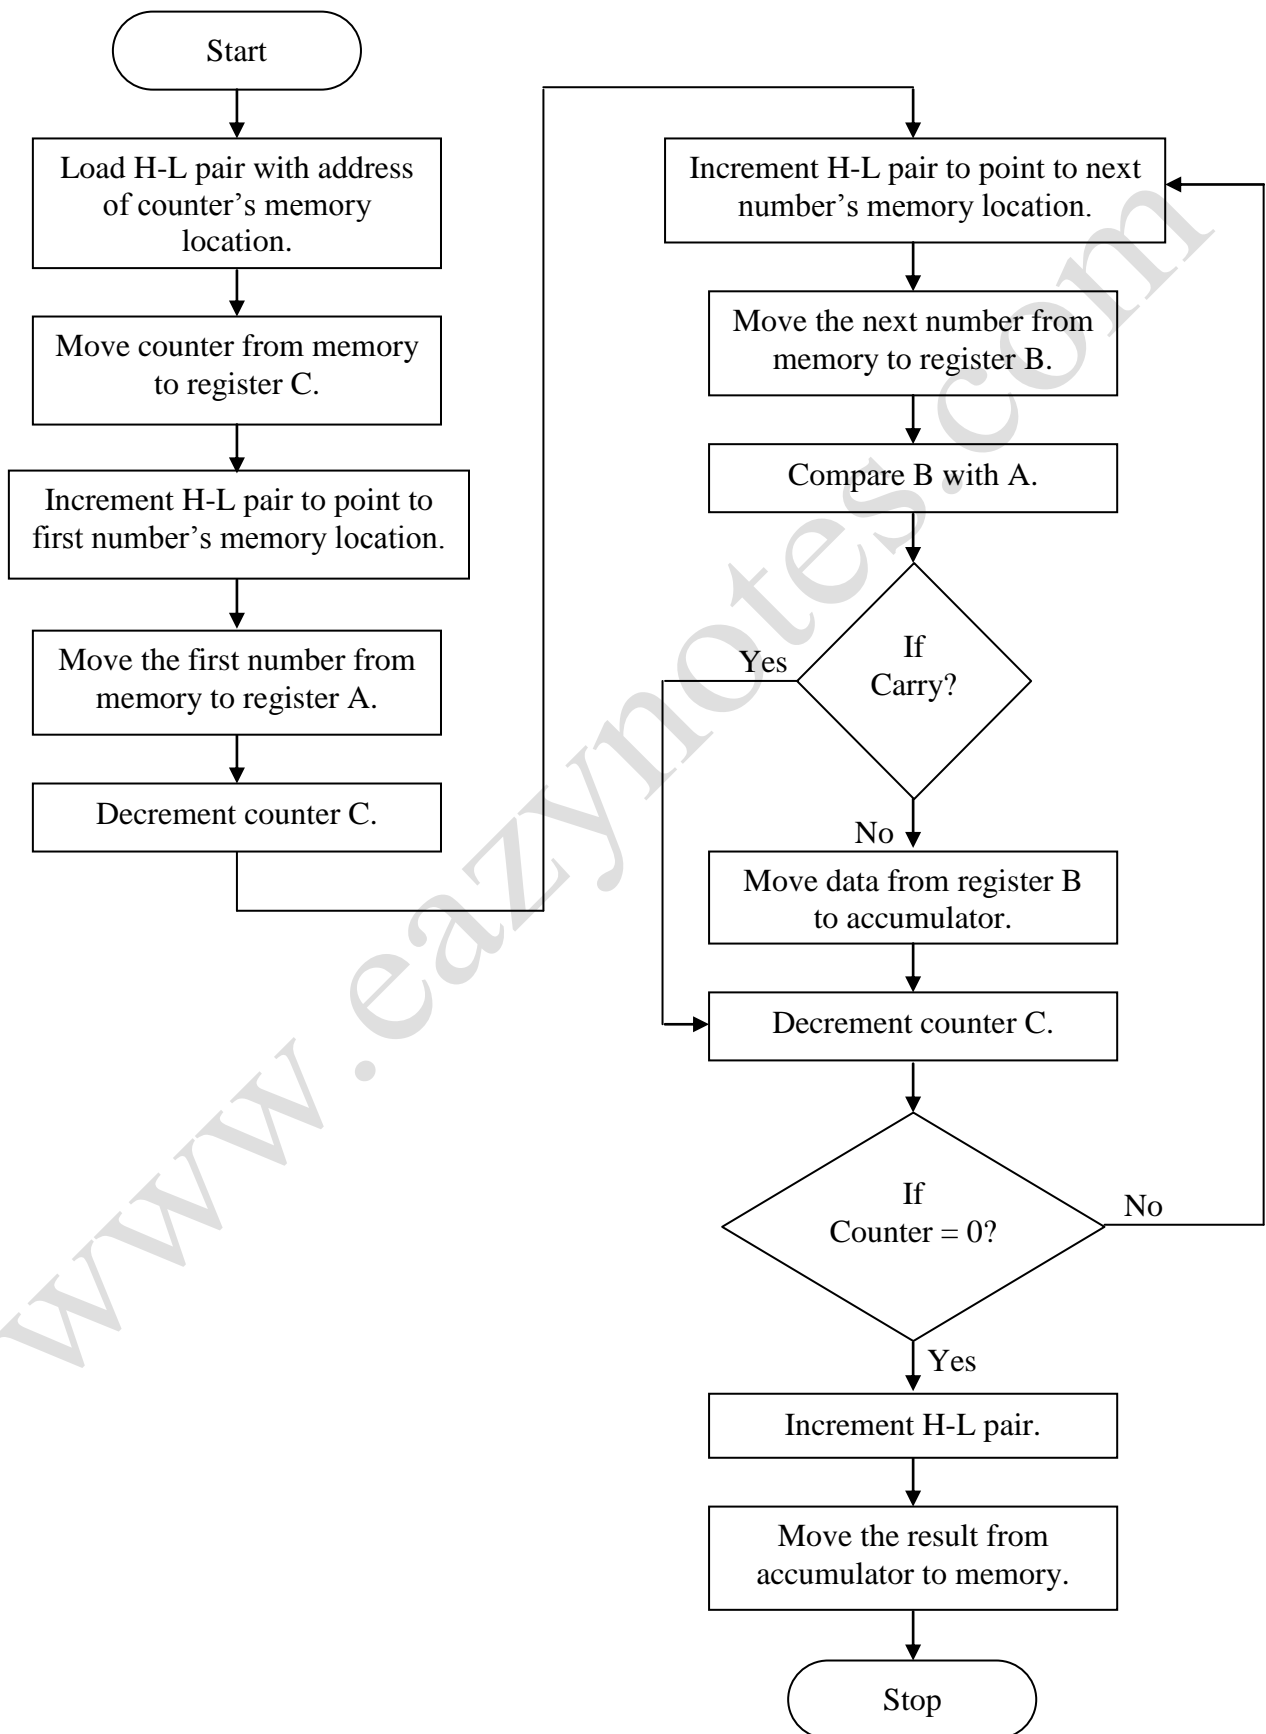 Start
Load H-L pair with address
of counter’s memory
location.
Move counter from memory
to register C.
Increment H-L pair to point to
first number’s memory location.
Move the first number from
memory to register A.
Decrement counter C.
Increment H-L pair to point to next
number’s memory location.
Move the next number from
memory to register B.
Compare B with A.
If
Carry?
Yes
No
Move data from register B
to accumulator.
Decrement counter C.
If
Counter = 0?
No
Yes
Increment H-L pair.
Move the result from
accumulator to memory.
Stop
www.eazynotes.com